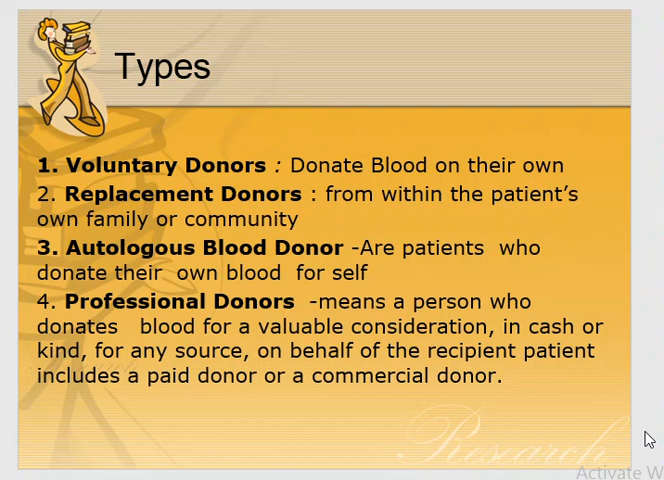 Types
1. Voluntary Donors : Donate Blood on their own
2. Replacement Donors : from within the patient's
own family or community
3. Autologous Blood Donor -Are patients who
donate their own blood for self
4. Professional Donors -means a person who
donates blood for a valuable consideration, in cash or
kind, for any source, on behalf of the recipient patient
includes a paid donor or a commercial donor.
Research
Activate W